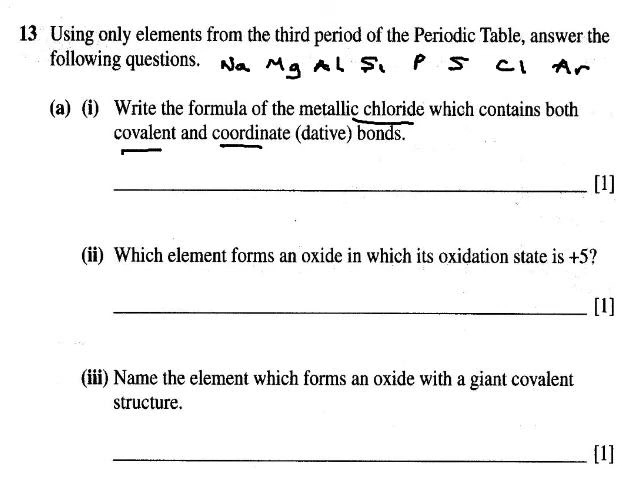 13 Using only elements from the third period of the Periodic Table, answer the
following questions. Na Mg Al Si P S Cl Ar
(a) (i) Write the formula of the metallic chloride which contains both
covalent and coordinate (dative) bonds.
[1]
(ii) Which element forms an oxide in which its oxidation state is +5?
[1]
(iii) Name the element which forms an oxide with a giant covalent
structure.
[1]